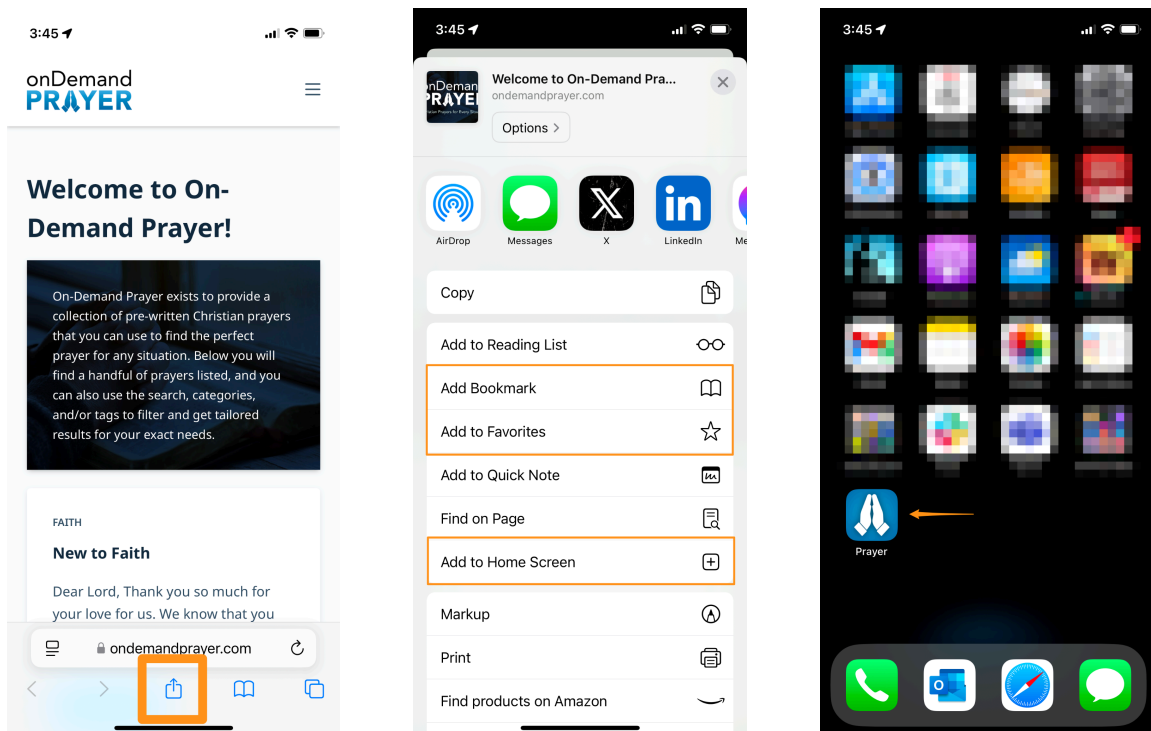 3:45
onDemand
PRAYER
Welcome to On-
Demand Prayer!
On-Demand Prayer exists to provide a
collection of pre-written Christian prayers
that you can use to find the perfect
prayer for any situation. Below you will
find a handful of prayers listed, and you
can also use the search, categories,
and/or tags to filter and get tailored
results for your exact needs.
FAITH
New to Faith
Dear Lord, Thank you so much for
your love for us. We know that you
ondemandprayer.com
3:45
nDemand
PRAYE
Welcome to On-Demand Pra...
ondemandprayer.com
Options >
AirDrop
Messages
X
LinkedIn
Me
Copy
Add to Reading List
Add Bookmark
Add to Favorites
Add to Quick Note
Find on Page
Add to Home Screen
Markup
Print
Find products on Amazon
3:45
Prayer